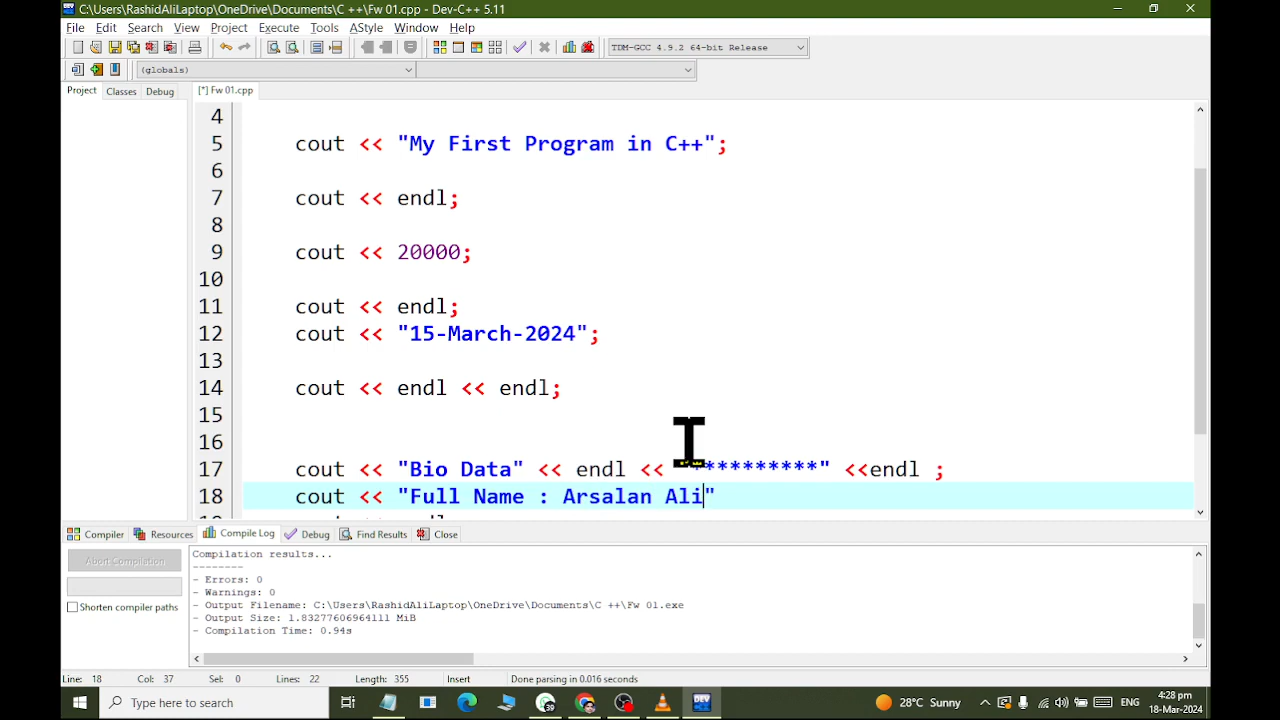 C:\Users\RashidAliLaptop\OneDrive\Documents\C ++\Fw 01.cpp - Dev-C++ 5.11
File Edit Search View Project Execute Tools AStyle Window Help
TDM-GCC 4.9.2 64-bit Release
(globals)
Project Classes Debug [*] Fw 01.cpp
4
5 cout << "My First Program in C++";
6
7 cout << endl;
8
9 cout << 20000;
10
11 cout << endl;
12 cout << "15-March-2024";
13
14 cout << endl << endl;
15
16
17 cout << "Bio Data" << endl << *********" <<endl ;
18 cout << "Full Name : Arsalan Ali"
Compiler Resources Compile Log Debug Find Results Close
Abort Compilation
Shorten compiler paths
Compilation results...
--------
- Errors: 0
- Warnings: 0
- Output Filename: C:\Users\RashidAliLaptop\OneDrive\Documents\C ++\Fw 01.exe
- Output Size: 1.83277606964111 MiB
- Compilation Time: 0.94s
Line: 18 Col: 37 Sel: 0 Lines: 22 Length: 355 Insert Done parsing in 0.016 seconds
Type here to search
39
DEV
28°C Sunny
ENG
4:28 pm
18-Mar-2024